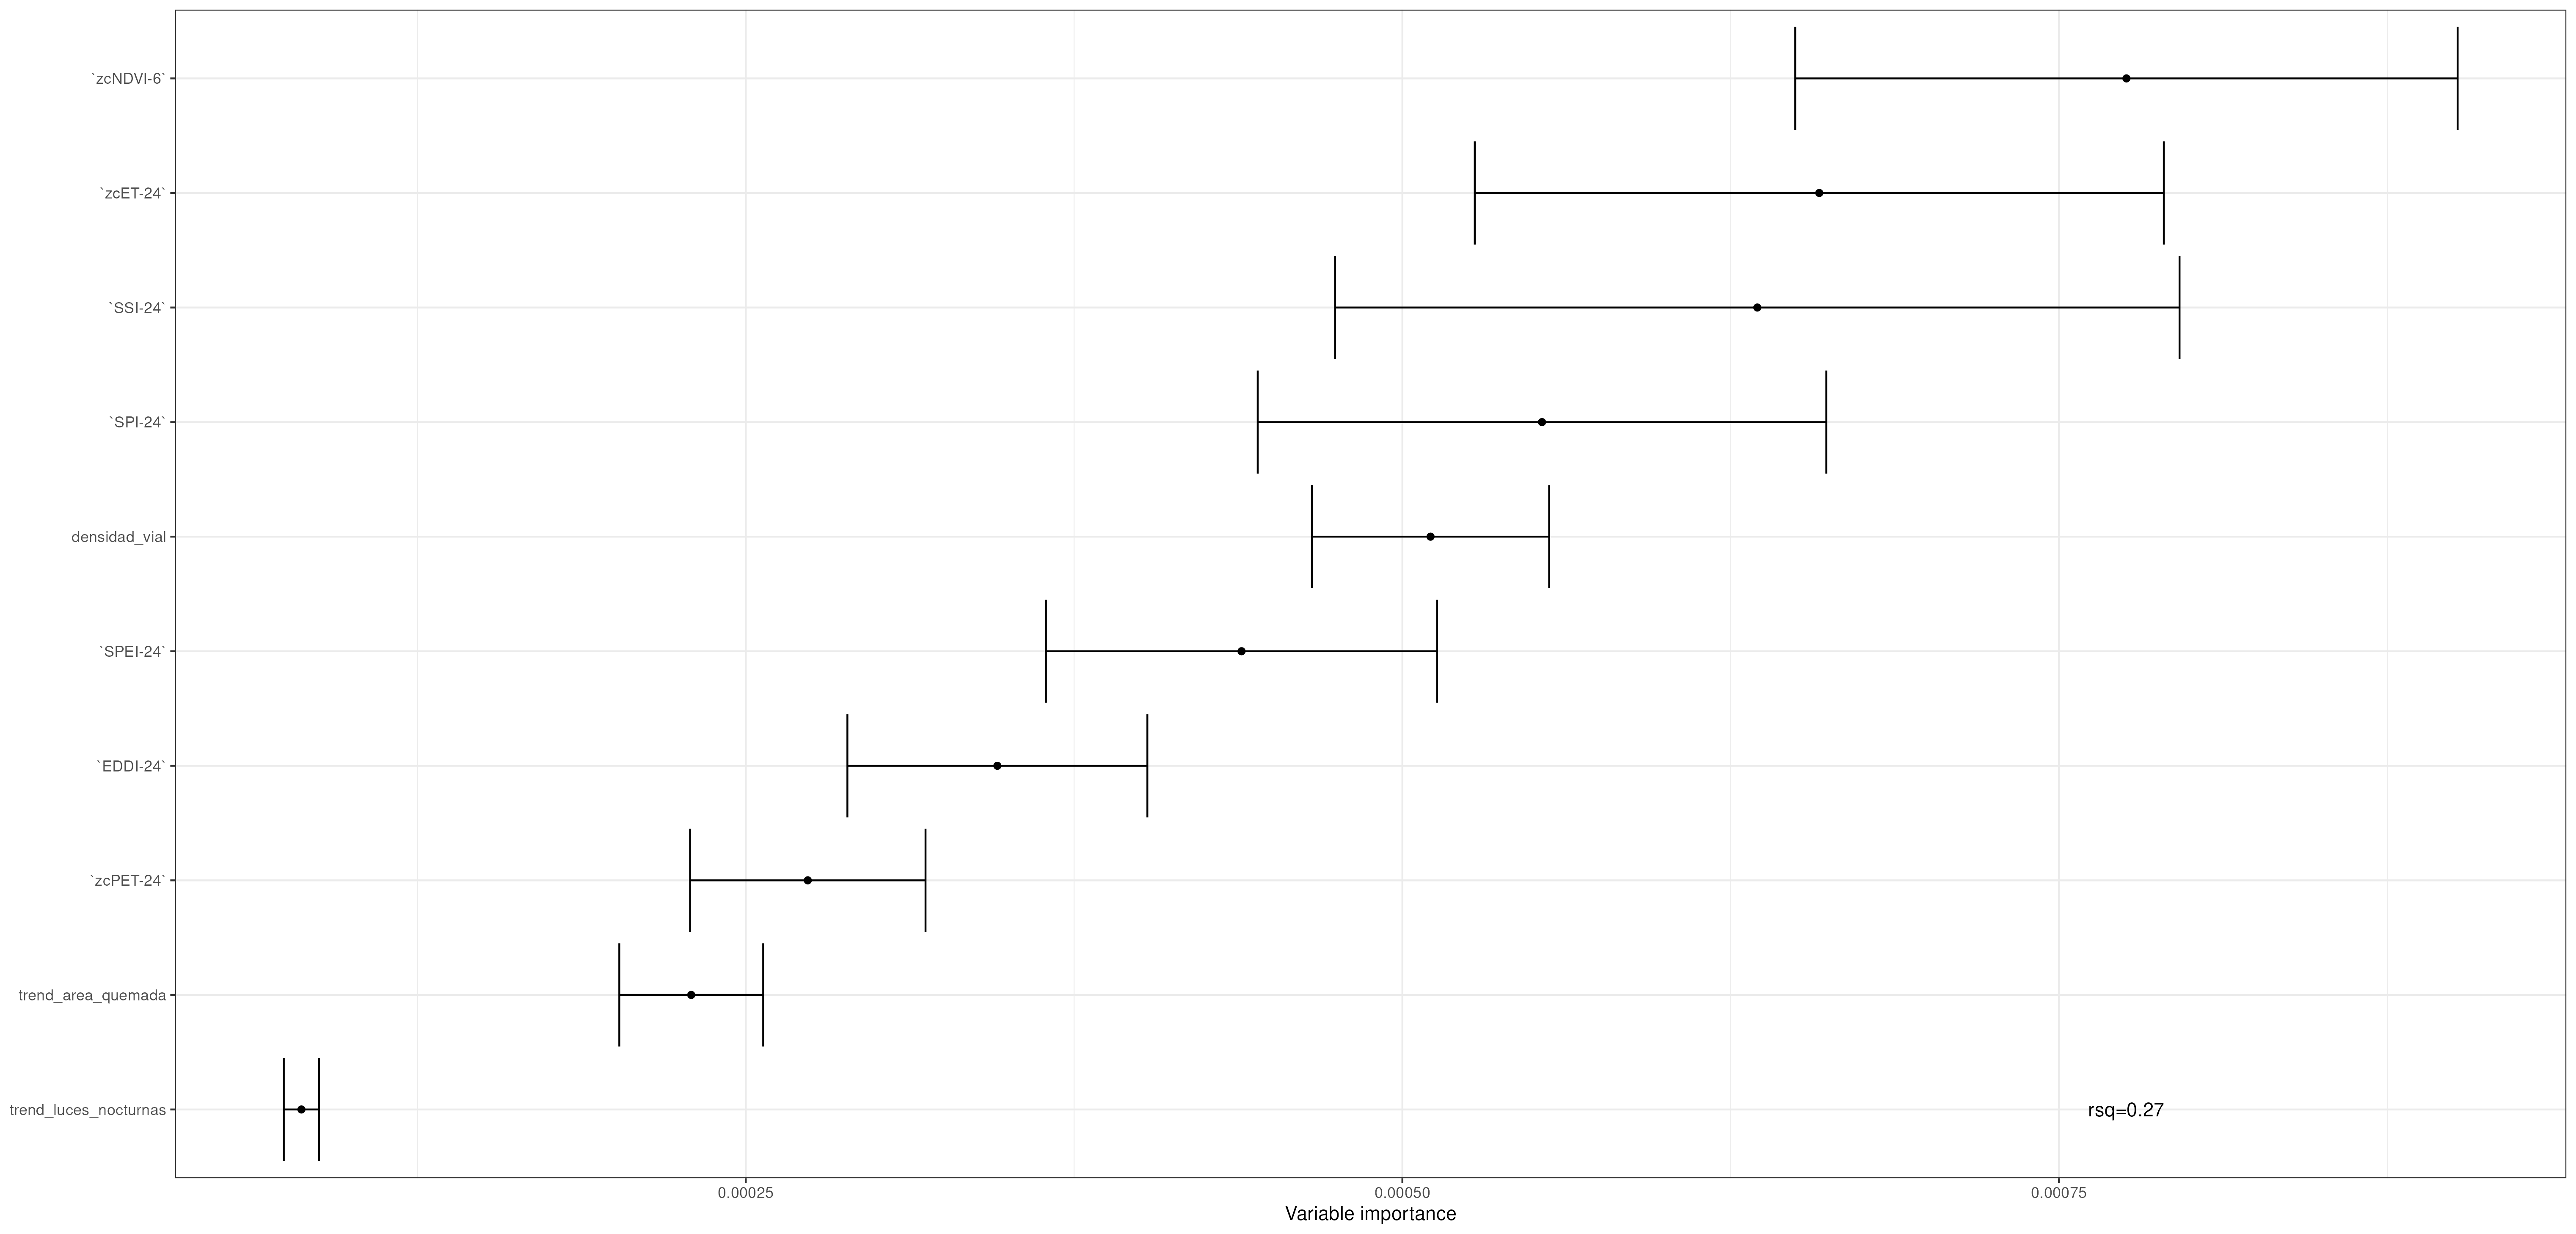 `zcNDVI-6`
`zcET-24`
`SSI-24`
`SPI-24`
densidad_vial
`SPEI-24`
`EDDI-24`
`zcPET-24`
trend_area_quemada
trend_luces_nocturnas
rsq=0.27
0.00025
0.00050
0.00075
Variable importance